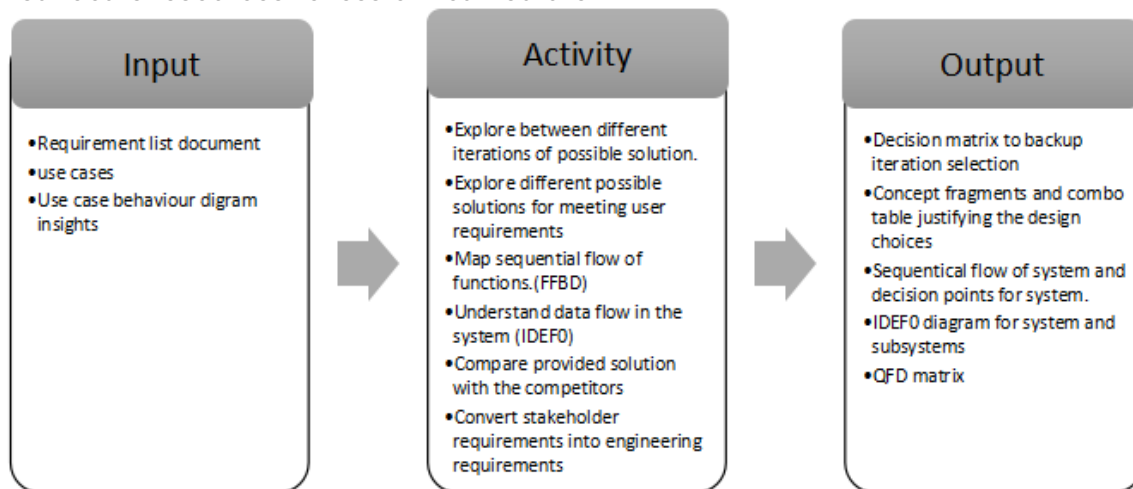 Input
•Requirement list document
•use cases
•Use case behaviour digram
insights
Activity
•Explore between different
iterations of possible solution.
•Explore different possible
solutions for meeting user
requirements
•Map sequential flow of
functions.(FFBD)
•Understand data flow in the
system (IDEF0)
•Compare provided solution
with the competitors
•Convert stakeholder
requirements into engineering
requirements
Output
•Decision matrix to backup
iteration selection
•Concept fragments and combo
table justifying the design
choices
•Sequentical flow of system and
decision points for system.
•IDEF0 diagram for system and
subsystems
•QFD matrix